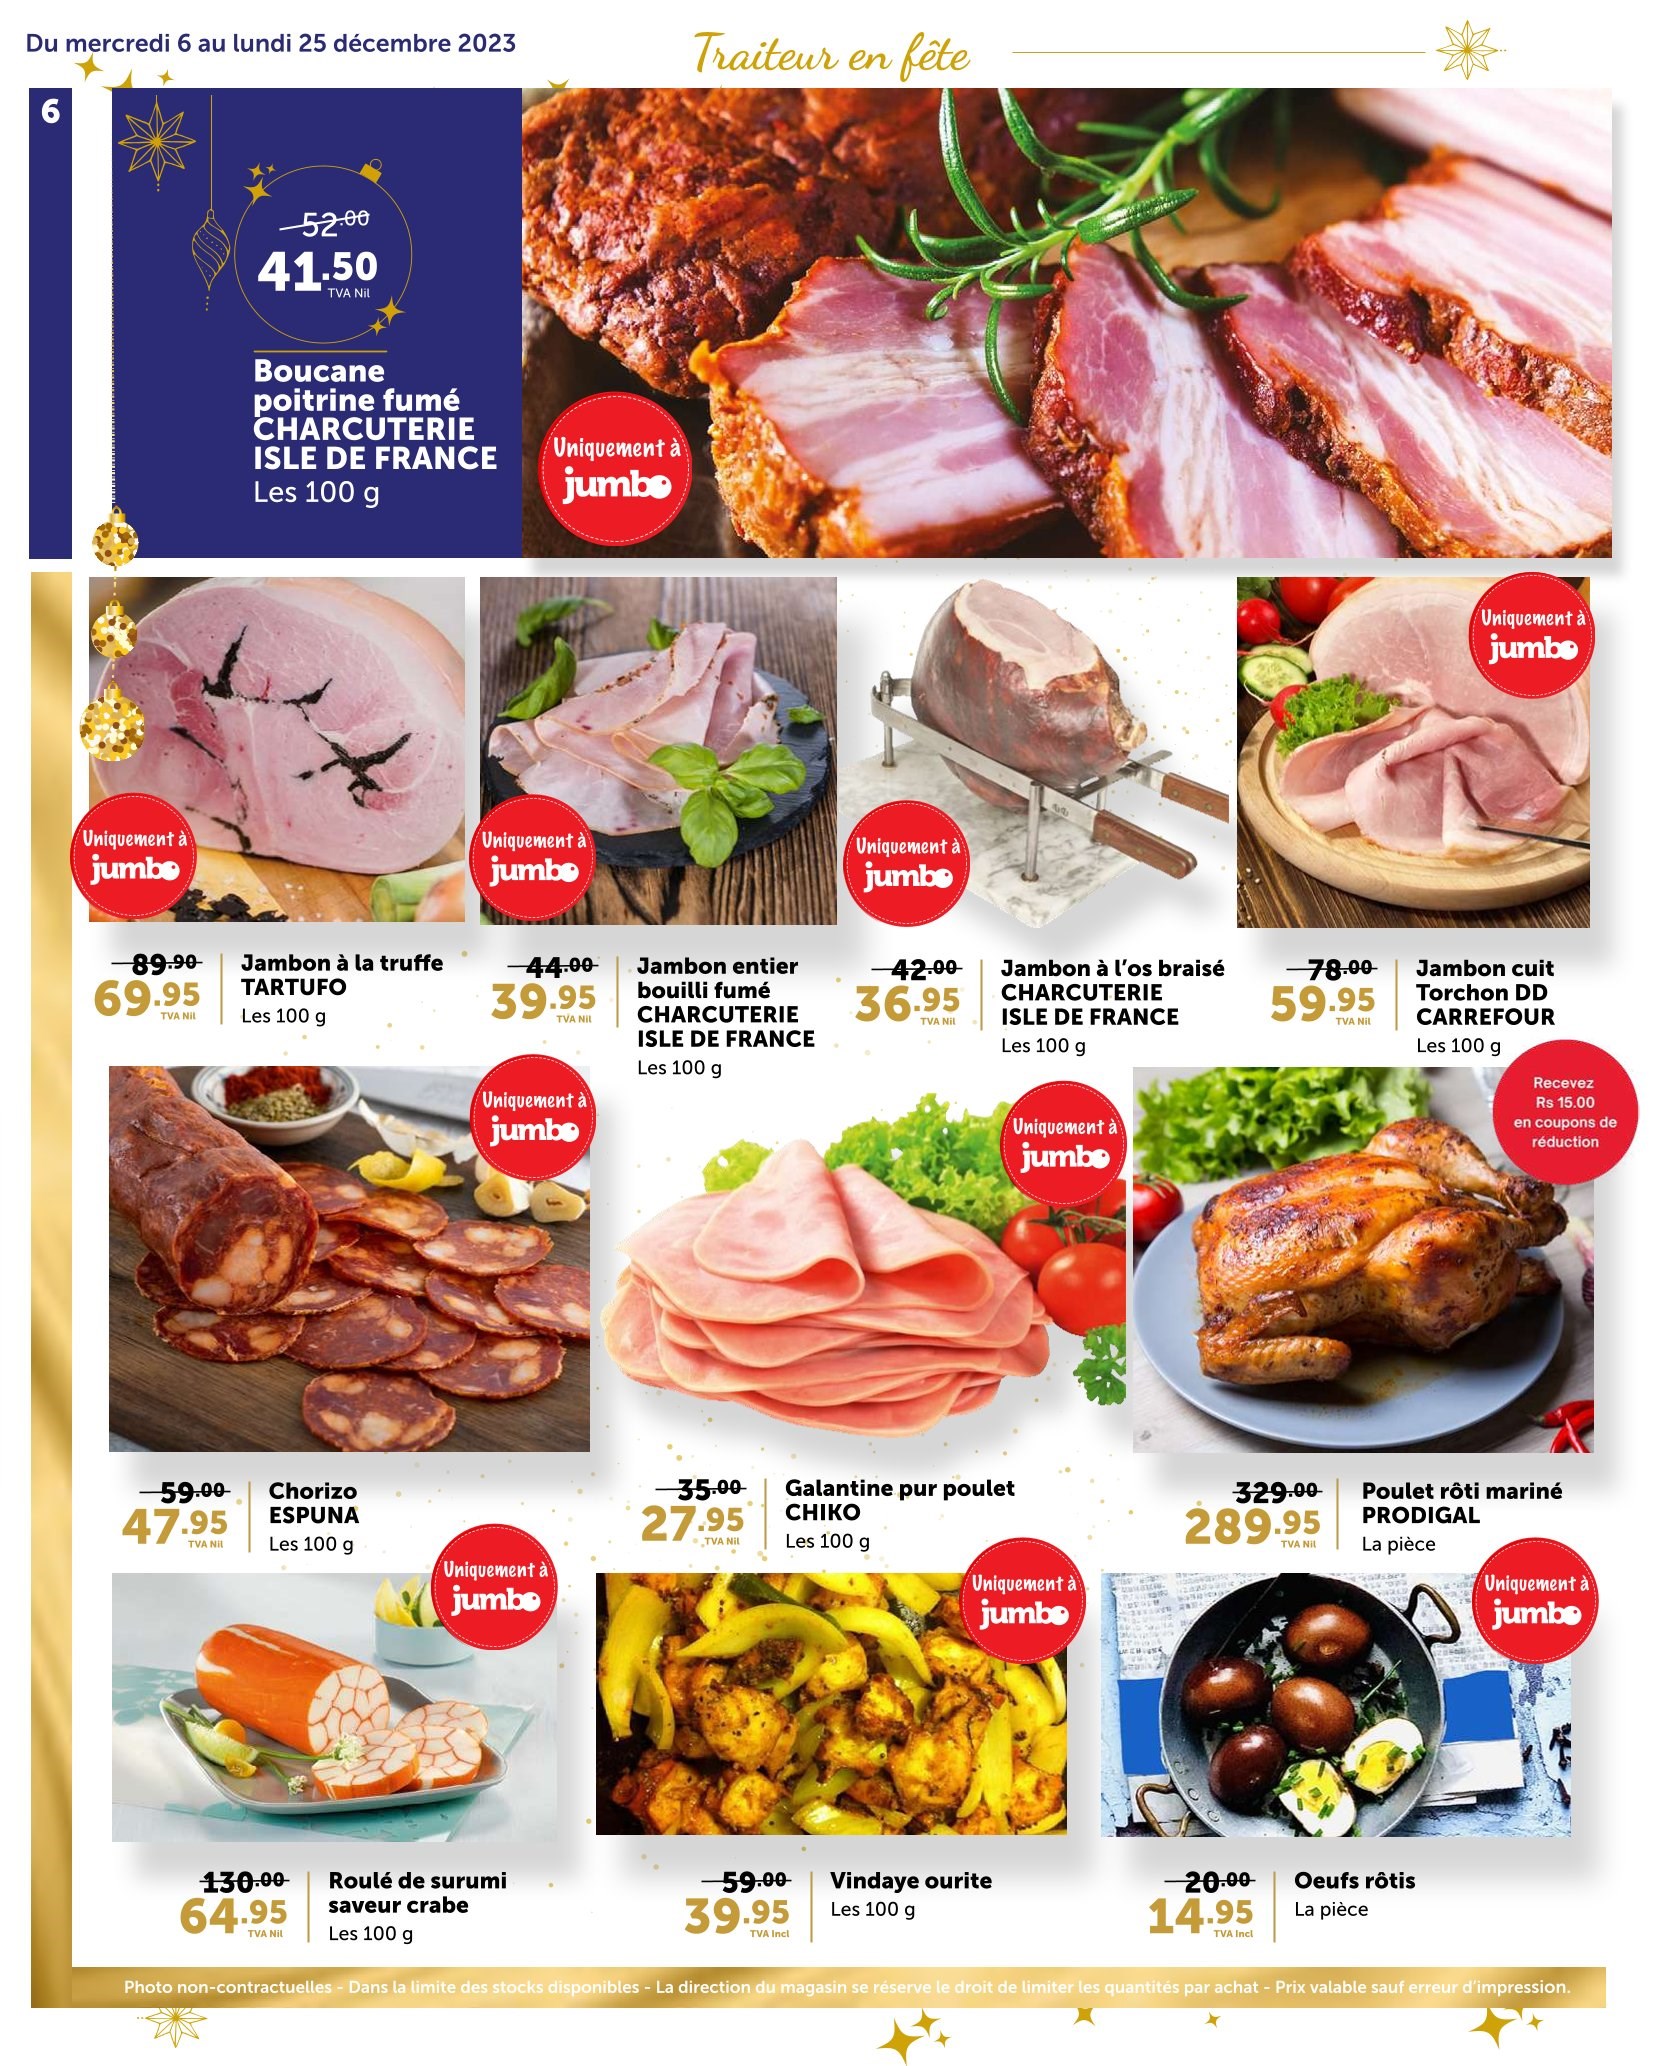 Du mercredi 6 au lundi 25 décembre 2023
Traiteur en fête
6
52.00
41.50
TVA Nil
Boucane
poitrine fumé
CHARCUTERIE
ISLE DE FRANCE
Les 100 g
Uniquement à
jumbo
Uniquement à
jumbo
Uniquement à
jumbo
Uniquement à
jumbo
Uniquement à
jumbo
89.90
69.95
TVA Nil
Jambon à la truffe
TARTUFO
Les 100 g
44.00
39.95
TVA Nil
Jambon entier
bouilli fumé
CHARCUTERIE
ISLE DE FRANCE
Les 100 g
42.00
36.95
TVA Nil
Jambon à l'os braisé
CHARCUTERIE
ISLE DE FRANCE
Les 100 g
78.00
59.95
TVA Nil
Jambon cuit
Torchon DD
CARREFOUR
Les 100 g
Uniquement à
jumbo
Uniquement à
jumbo
Recevez
Rs 15.00
en coupons de
réduction
59.00
47.95
TVA Nil
Chorizo
ESPUNA
Les 100 g
35.00
27.95
TVA Nil
Galantine pur poulet
CHIKO
Les 100 g
329.00
289.95
TVA Nil
Poulet rôti mariné
PRODIGAL
La pièce
Uniquement à
jumbo
Uniquement à
jumbo
Uniquement à
jumbo
130.00
64.95
TVA Nil
Roulé de surumi
saveur crabe
Les 100 g
59.00
39.95
TVA Incl
Vindaye ourite
Les 100 g
20.00
14.95
TVA Incl
Oeufs rôtis
La pièce
Photo non-contractuelles - Dans la limite des stocks disponibles - La direction du magasin se réserve le droit de limiter les quantités par achat - Prix valable sauf erreur d'impression.